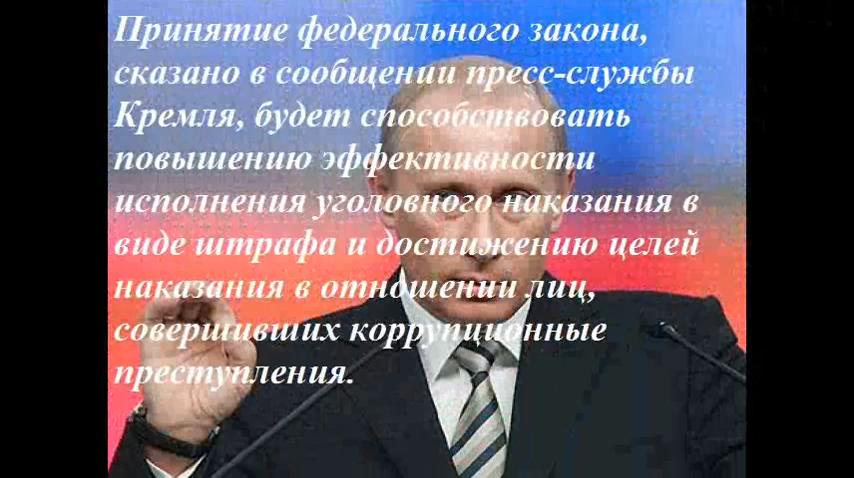 Принятие федерального закона,
сказано в сообщении пресс-службы
Кремля, будет способствовать
повышению эффективности
исполнения уголовного наказания в
виде штрафа и достижению целей
наказания в отношении лиц,
совершивших коррупционные
преступления.